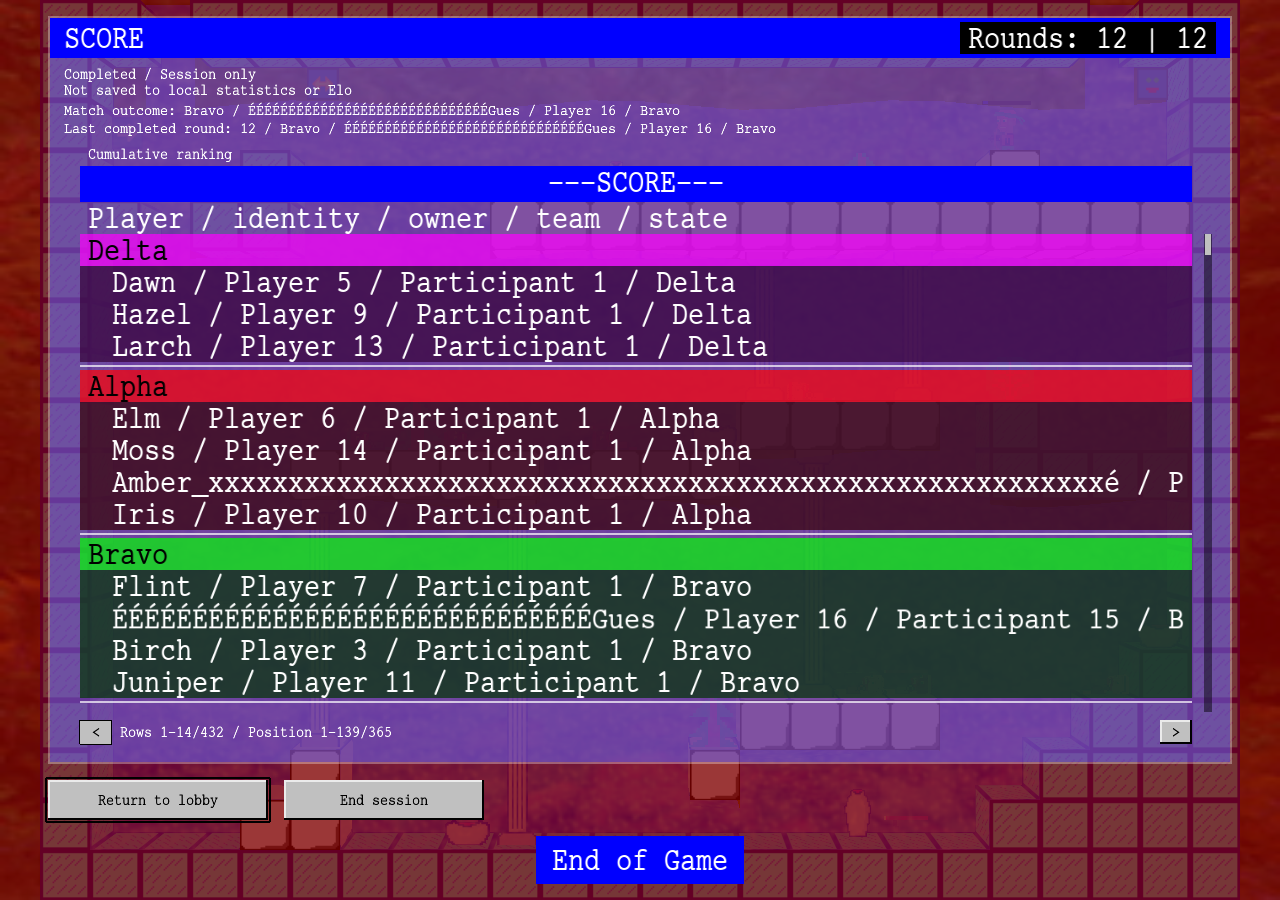 SCORE
Rounds: 12 | 12
Completed / Session only
Not saved to local statistics or Elo
Match outcome: Bravo / ÉÉÉÉÉÉÉÉÉÉÉÉÉÉÉÉÉÉÉÉÉÉÉÉÉÉÉÉÉÉGues / Player 16 / Bravo
Last completed round: 12 / Bravo / ÉÉÉÉÉÉÉÉÉÉÉÉÉÉÉÉÉÉÉÉÉÉÉÉÉÉÉÉÉÉGues / Player 16 / Bravo
Cumulative ranking
---SCORE---
Player / identity / owner / team / state
Delta
Dawn / Player 5 / Participant 1 / Delta
Hazel / Player 9 / Participant 1 / Delta
Larch / Player 13 / Participant 1 / Delta
Alpha
Elm / Player 6 / Participant 1 / Alpha
Moss / Player 14 / Participant 1 / Alpha
Amber_xxxxxxxxxxxxxxxxxxxxxxxxxxxxxxxxxxxxxxxxxxxxxxxxxxxxxxxxé / P
Iris / Player 10 / Participant 1 / Alpha
Bravo
Flint / Player 7 / Participant 1 / Bravo
ÉÉÉÉÉÉÉÉÉÉÉÉÉÉÉÉÉÉÉÉÉÉÉÉÉÉÉÉÉÉGues / Player 16 / Participant 15 / B
Birch / Player 3 / Participant 1 / Bravo
Juniper / Player 11 / Participant 1 / Bravo
< Rows 1-14/432 / Position 1-139/365 >
Return to lobby
End session
End of Game